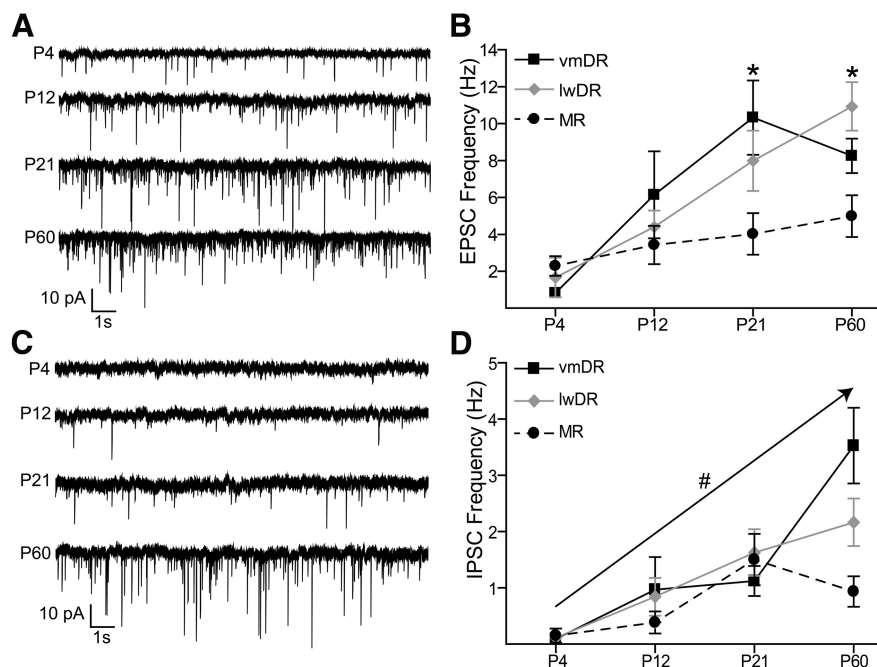 A
P4
P12
P21
P60
10 pA
1s
B
EPSC Frequency (Hz)
14
12
10
8
6
4
2
vmDR
lwDR
MR
*
*
P4
P12
P21
P60
C
P4
P12
P21
P60
10 pA
1s
D
IPSC Frequency (Hz)
5
4
3
2
1
vmDR
lwDR
MR
#
P4
P12
P21
P60